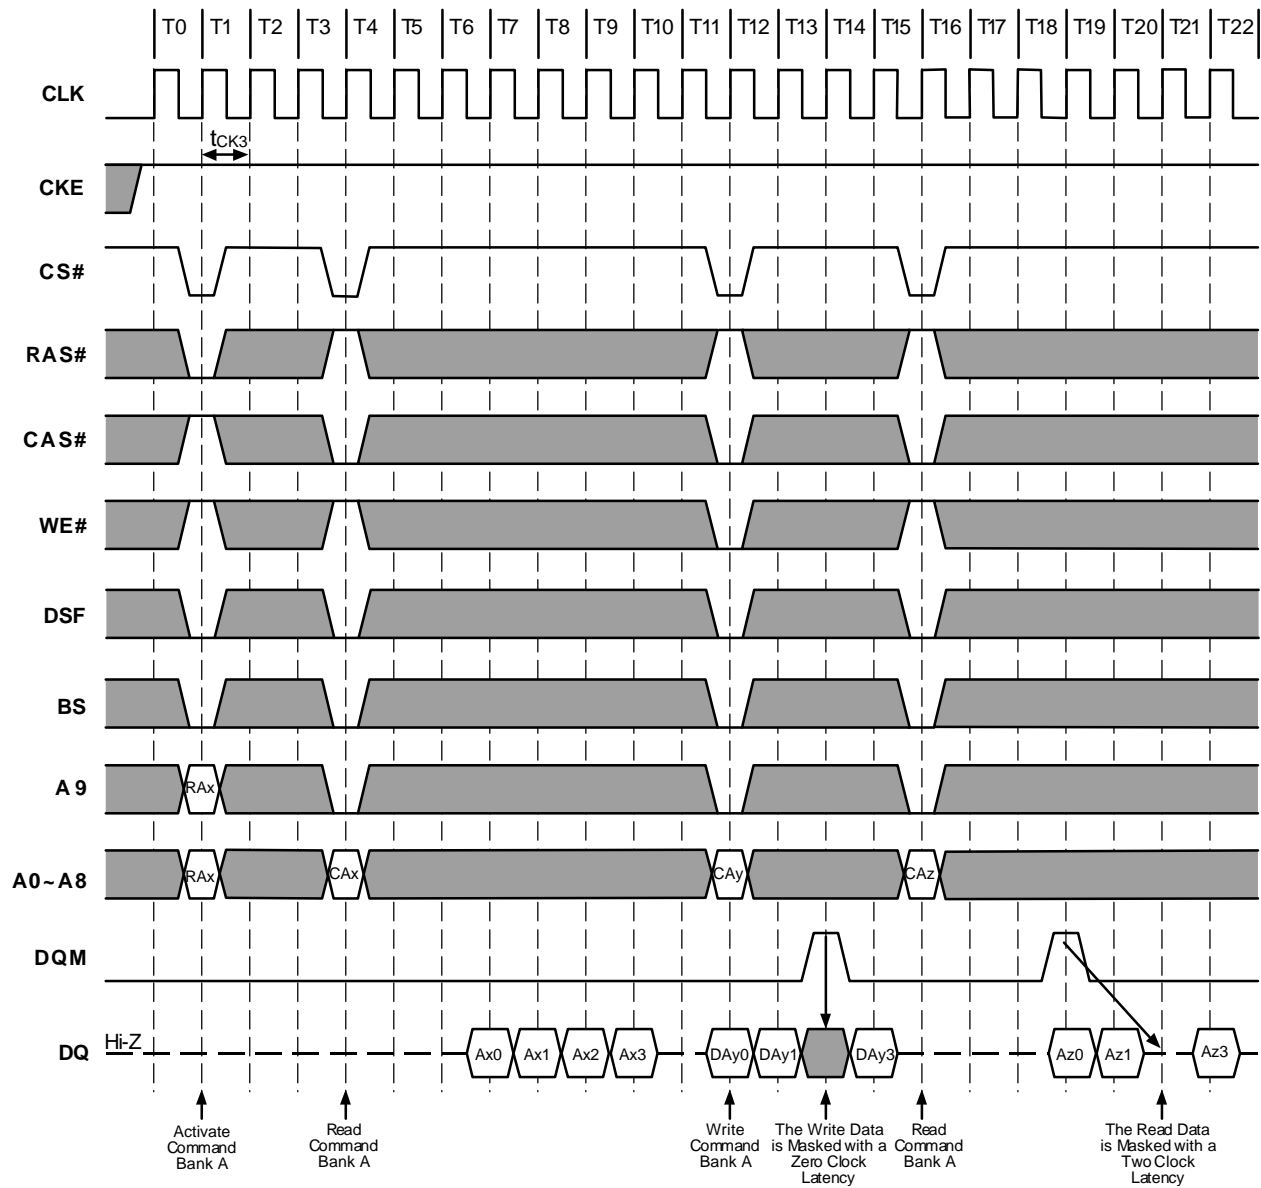 T0 T1 T2 T3 T4 T5 T6 T7 T8 T9 T10 T11 T12 T13 T14 T15 T16 T17 T18 T19 T20 T21 T22
CLK
tCK3
CKE
CS#
RAS#
CAS#
WE#
DSF
BS
A9 RAx
A0~A8 RAx CAx CAy CAz
DQM
DQ Hi-Z Ax0 Ax1 Ax2 Ax3 DAy0 DAy1 DAy3 Az0 Az1 Az3
Activate
Command
Bank A
Read
Command
Bank A
Write
Command
Bank A
The Write Data
is Masked with a
Zero Clock
Latency
Read
Command
Bank A
The Read Data
is Masked with a
Two Clock
Latency